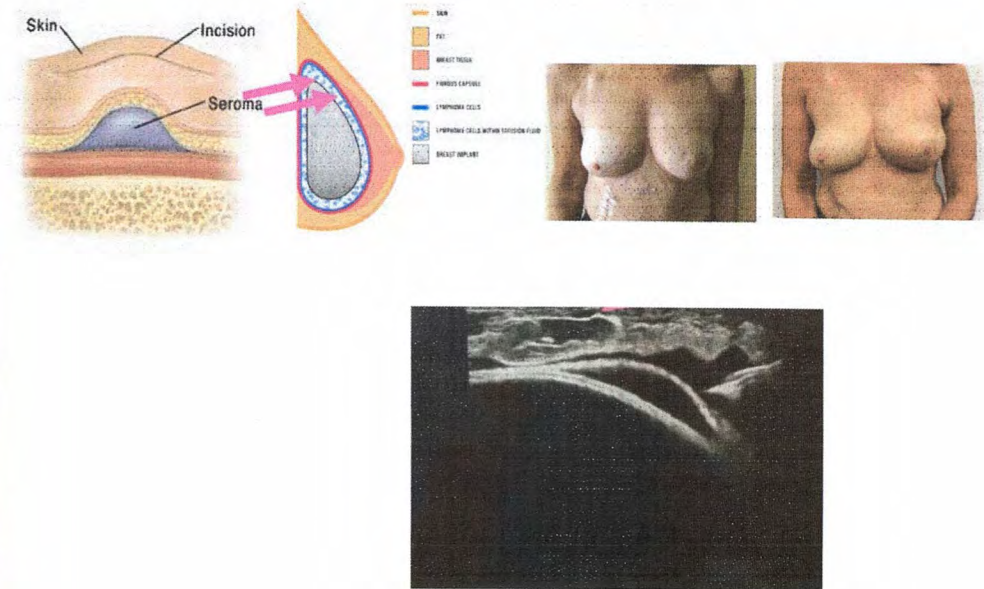 Skin
Incision
Seroma
SKIN
FAT
BREAST TISSUE
FIBROUS CAPSULE
LYMPHOMA CELLS
LYMPHOMA CELLS WITHIN EFFUSION FLUID
BREAST IMPLANT